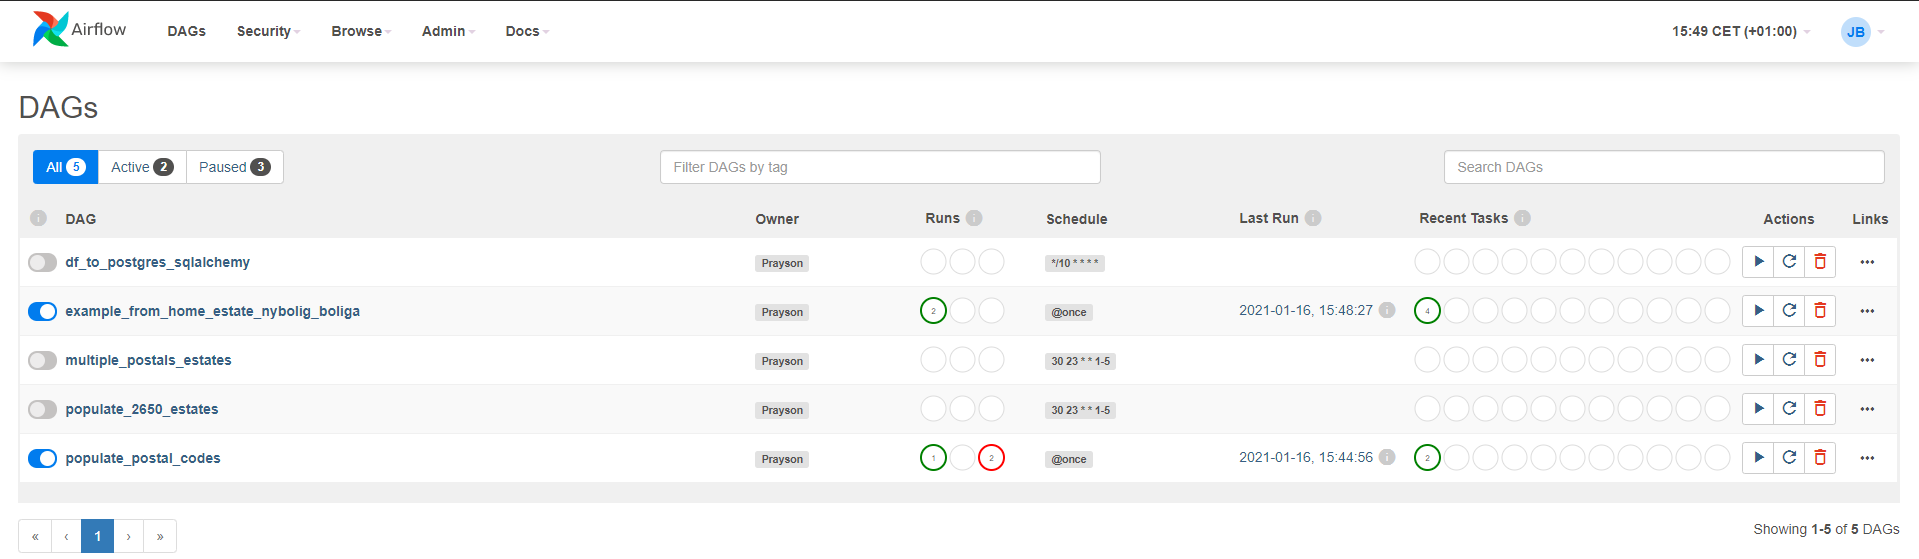 Airflow DAGs Security Browse Admin Docs 15:49 CET (+01:00) JB
DAGs
All 5 Active 2 Paused 3 Filter DAGs by tag Search DAGs
i DAG Owner Runs i Schedule Last Run i Recent Tasks i Actions Links
df_to_postgres_sqlalchemy Prayson */10 * * * *
example_from_home_estate_nybolig_boliga Prayson 2 @once 2021-01-16, 15:48:27 i 4
multiple_postals_estates Prayson 30 23 * * 1-5
populate_2650_estates Prayson 30 23 * * 1-5
populate_postal_codes Prayson 1 2 @once 2021-01-16, 15:44:56 i 2
« ‹ 1 › » Showing 1-5 of 5 DAGs